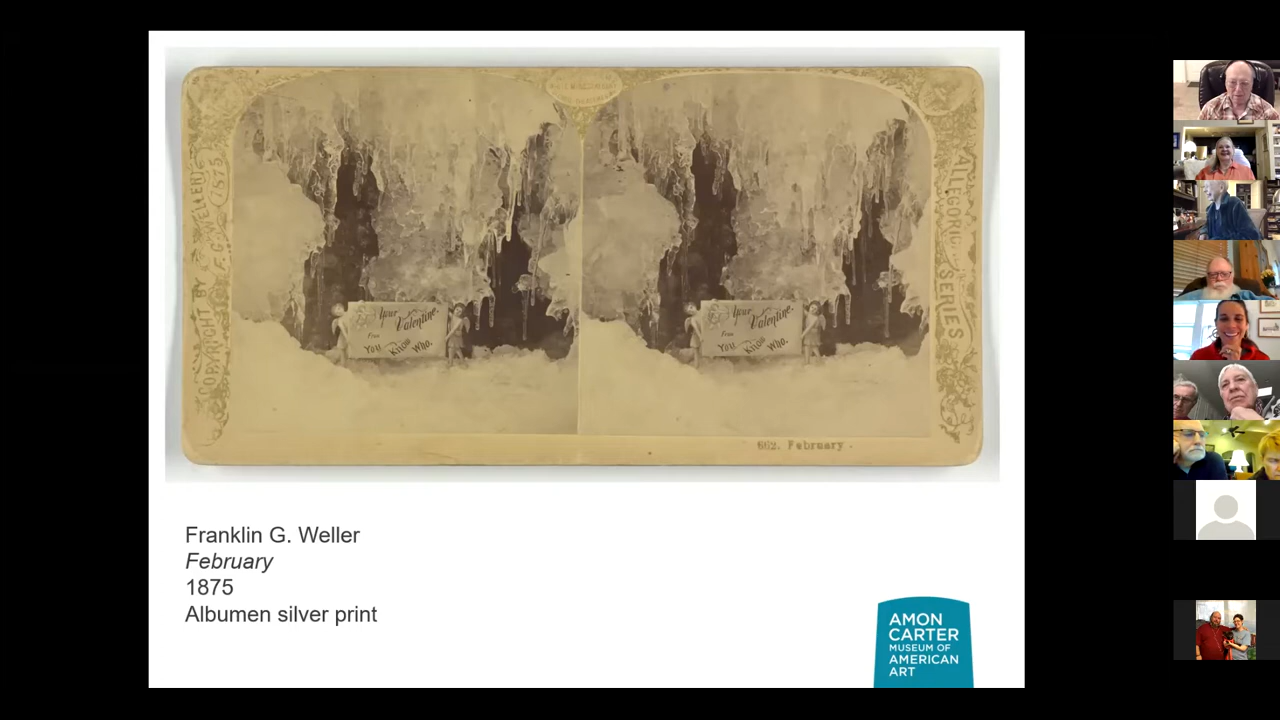 COPYRIGHT BY F. G. WELLER
1875
ALLEGORIC SERIES
Your
Valentine.
From
YOU KNOW WHO.
Your
Valentine.
From
YOU KNOW WHO.
662. February.
Franklin G. Weller
February
1875
Albumen silver print
AMON
CARTER
MUSEUM OF
AMERICAN
ART